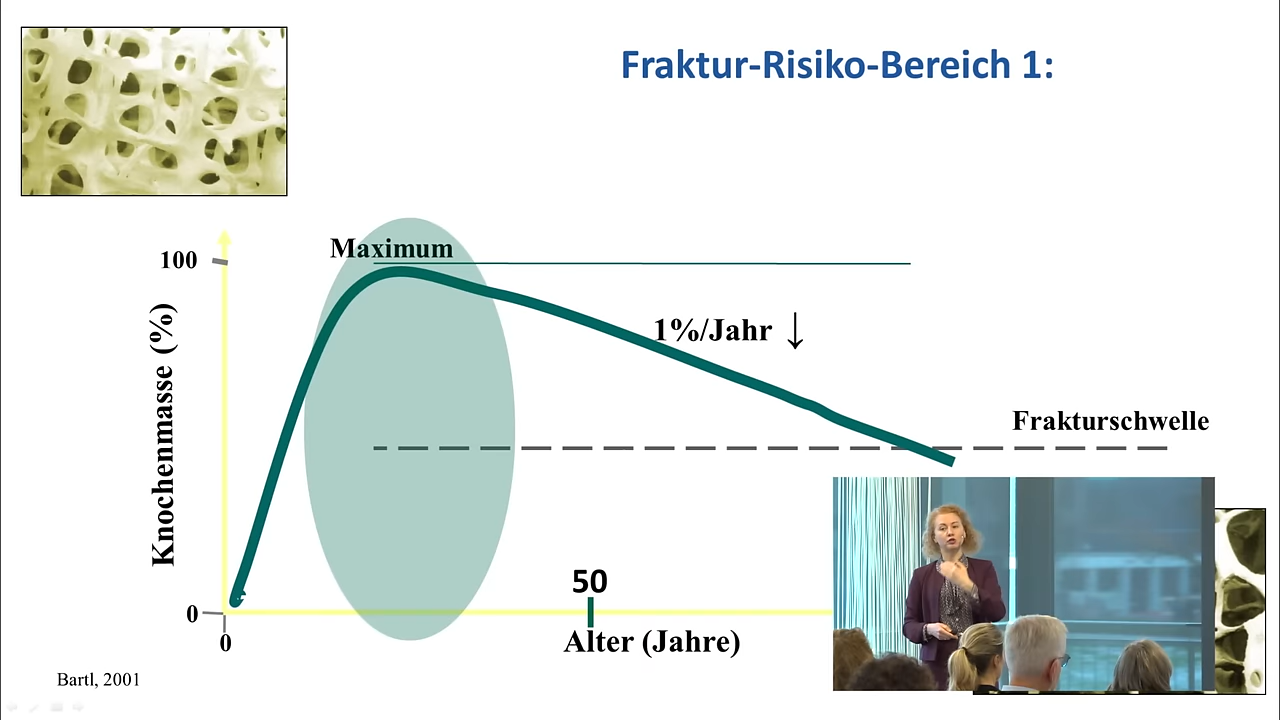 Fraktur-Risiko-Bereich 1:
Maximum
100
1%/Jahr ↓
Knochenmasse (%)
Frakturschwelle
50
0
0
Alter (Jahre)
Bartl, 2001